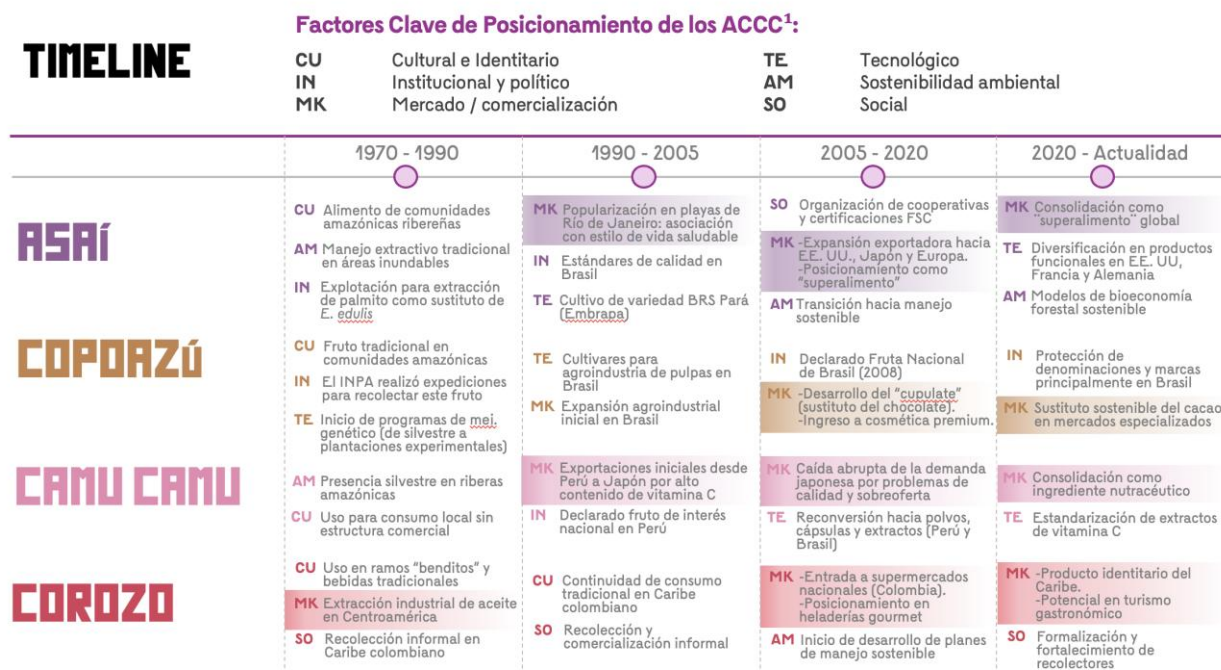 TIMELINE
Factores Clave de Posicionamiento de los ACCC¹:
CU Cultural e Identitario
IN Institucional y político
MK Mercado / comercialización
TE Tecnológico
AM Sostenibilidad ambiental
SO Social
1970 - 1990
1990 - 2005
2005 - 2020
2020 - Actualidad
ASAÍ
CU Alimento de comunidades
amazónicas ribereñas
AM Manejo extractivo tradicional
en áreas inundables
IN Explotación para extracción
de palmito como sustituto de
E. edulis
MK Popularización en playas de
Río de Janeiro: asociación
con estilo de vida saludable
IN Estándares de calidad en
Brasil
TE Cultivo de variedad BRS Pará
(Embrapa)
SO Organización de cooperativas
y certificaciones FSC
MK -Expansión exportadora hacia
E.E. UU., Japón y Europa.
-Posicionamiento como
"superalimento"
AM Transición hacia manejo
sostenible
MK Consolidación como
"superalimento" global
TE Diversificación en productos
funcionales en E.E. UU,
Francia y Alemania
AM Modelos de bioeconomía
forestal sostenible
COPOAZÚ
CU Fruto tradicional en
comunidades amazónicas
IN El INPA realizó expediciones
para recolectar este fruto
TE Inicio de programas de mej.
genético (de silvestre a
plantaciones experimentales)
TE Cultivares para
agroindustria de pulpas en
Brasil
MK Expansión agroindustrial
inicial en Brasil
IN Declarado Fruta Nacional
de Brasil (2008)
MK -Desarrollo del "cupulate"
(sustituto del chocolate).
-Ingreso a cosmética premium.
IN Protección de
denominaciones y marcas
principalmente en Brasil
MK Sustituto sostenible del cacao
en mercados especializados
CAMU CAMU
AM Presencia silvestre en riberas
amazónicas
CU Uso para consumo local sin
estructura comercial
MK Exportaciones iniciales desde
Perú a Japón por alto
contenido de vitamina C
IN Declarado fruto de interés
nacional en Perú
MK Caída abrupta de la demanda
japonesa por problemas de
calidad y sobreoferta
TE Reconversión hacia polvos,
cápsulas y extractos (Perú y
Brasil)
MK Consolidación como
ingrediente nutracéutico
TE Estandarización de extractos
de vitamina C
COROZO
CU Uso en ramos "benditos" y
bebidas tradicionales
MK Extracción industrial de aceite
en Centroamérica
SO Recolección informal en
Caribe colombiano
CU Continuidad de consumo
tradicional en Caribe
colombiano
SO Recolección y
comercialización informal
MK -Entrada a supermercados
nacionales (Colombia).
-Posicionamiento en
heladerías gourmet
AM Inicio de desarrollo de planes
de manejo sostenible
MK -Producto identitario del
Caribe.
-Potencial en turismo
gastronómico
SO Formalización y
fortalecimiento de
recolectores